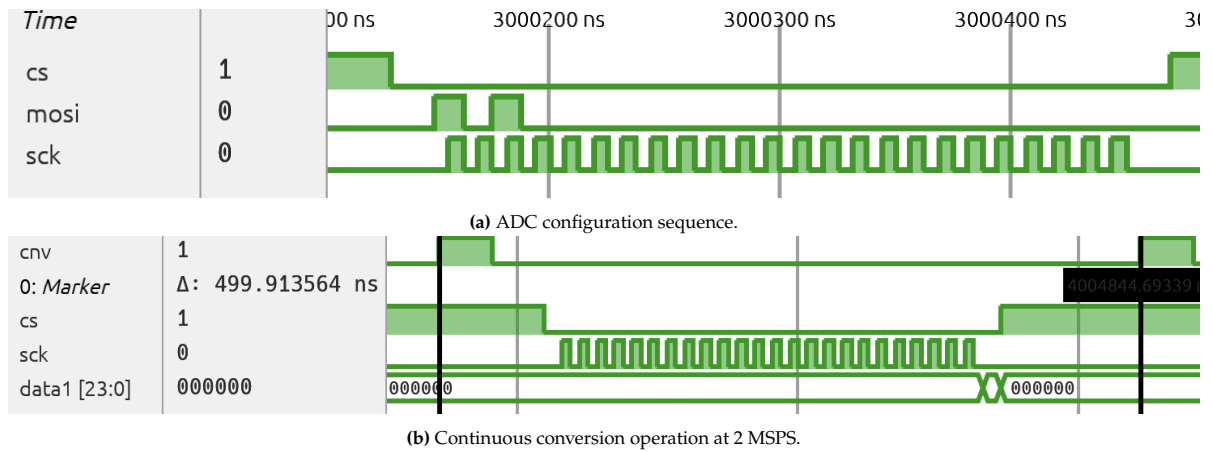 Time 00 ns 3000200 ns 3000300 ns 3000400 ns 30
cs 1
mosi 0
sck 0
(a) ADC configuration sequence.
cnv 1
0: Marker Δ: 499.913564 ns 4004844.69339
cs 1
sck 0
data1 [23:0] 000000 000000 000000
(b) Continuous conversion operation at 2 MSPS.